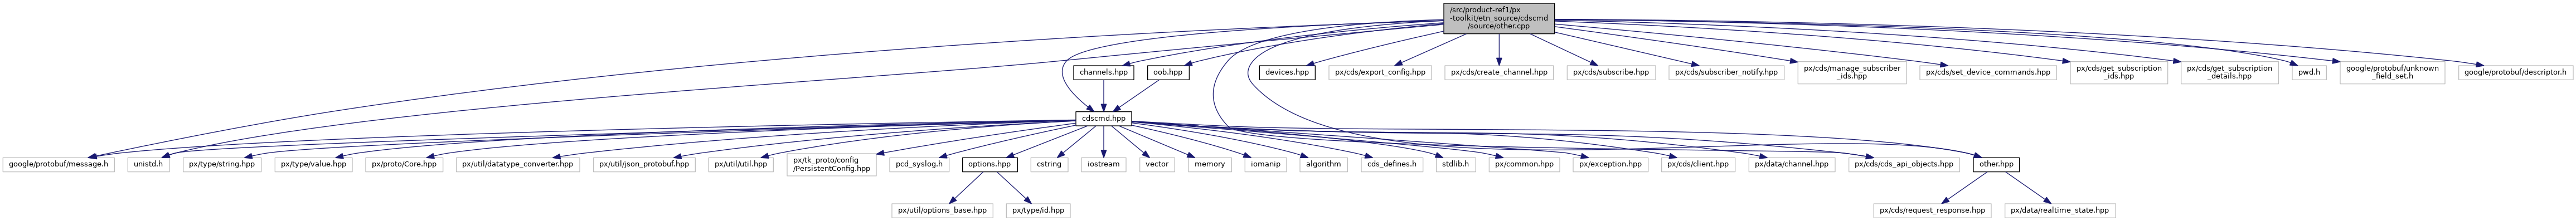 /src/product-ref1/px
-toolkit/etn_source/cdscmd
/source/other.cpp
channels.hpp
oob.hpp
devices.hpp
px/cds/export_config.hpp
px/cds/create_channel.hpp
px/cds/subscribe.hpp
px/cds/subscriber_notify.hpp
px/cds/manage_subscriber
_ids.hpp
px/cds/set_device_commands.hpp
px/cds/get_subscription
_ids.hpp
px/cds/get_subscription
_details.hpp
pwd.h
google/protobuf/unknown
_field_set.h
google/protobuf/descriptor.h
cdscmd.hpp
google/protobuf/message.h
unistd.h
px/type/string.hpp
px/type/value.hpp
px/proto/Core.hpp
px/util/datatype_converter.hpp
px/util/json_protobuf.hpp
px/util/util.hpp
px/tk_proto/config
/PersistentConfig.hpp
pcd_syslog.h
options.hpp
cstring
iostream
vector
memory
iomanip
algorithm
cds_defines.h
stdlib.h
px/common.hpp
px/exception.hpp
px/cds/client.hpp
px/data/channel.hpp
px/cds/cds_api_objects.hpp
other.hpp
px/util/options_base.hpp
px/type/id.hpp
px/cds/request_response.hpp
px/data/realtime_state.hpp